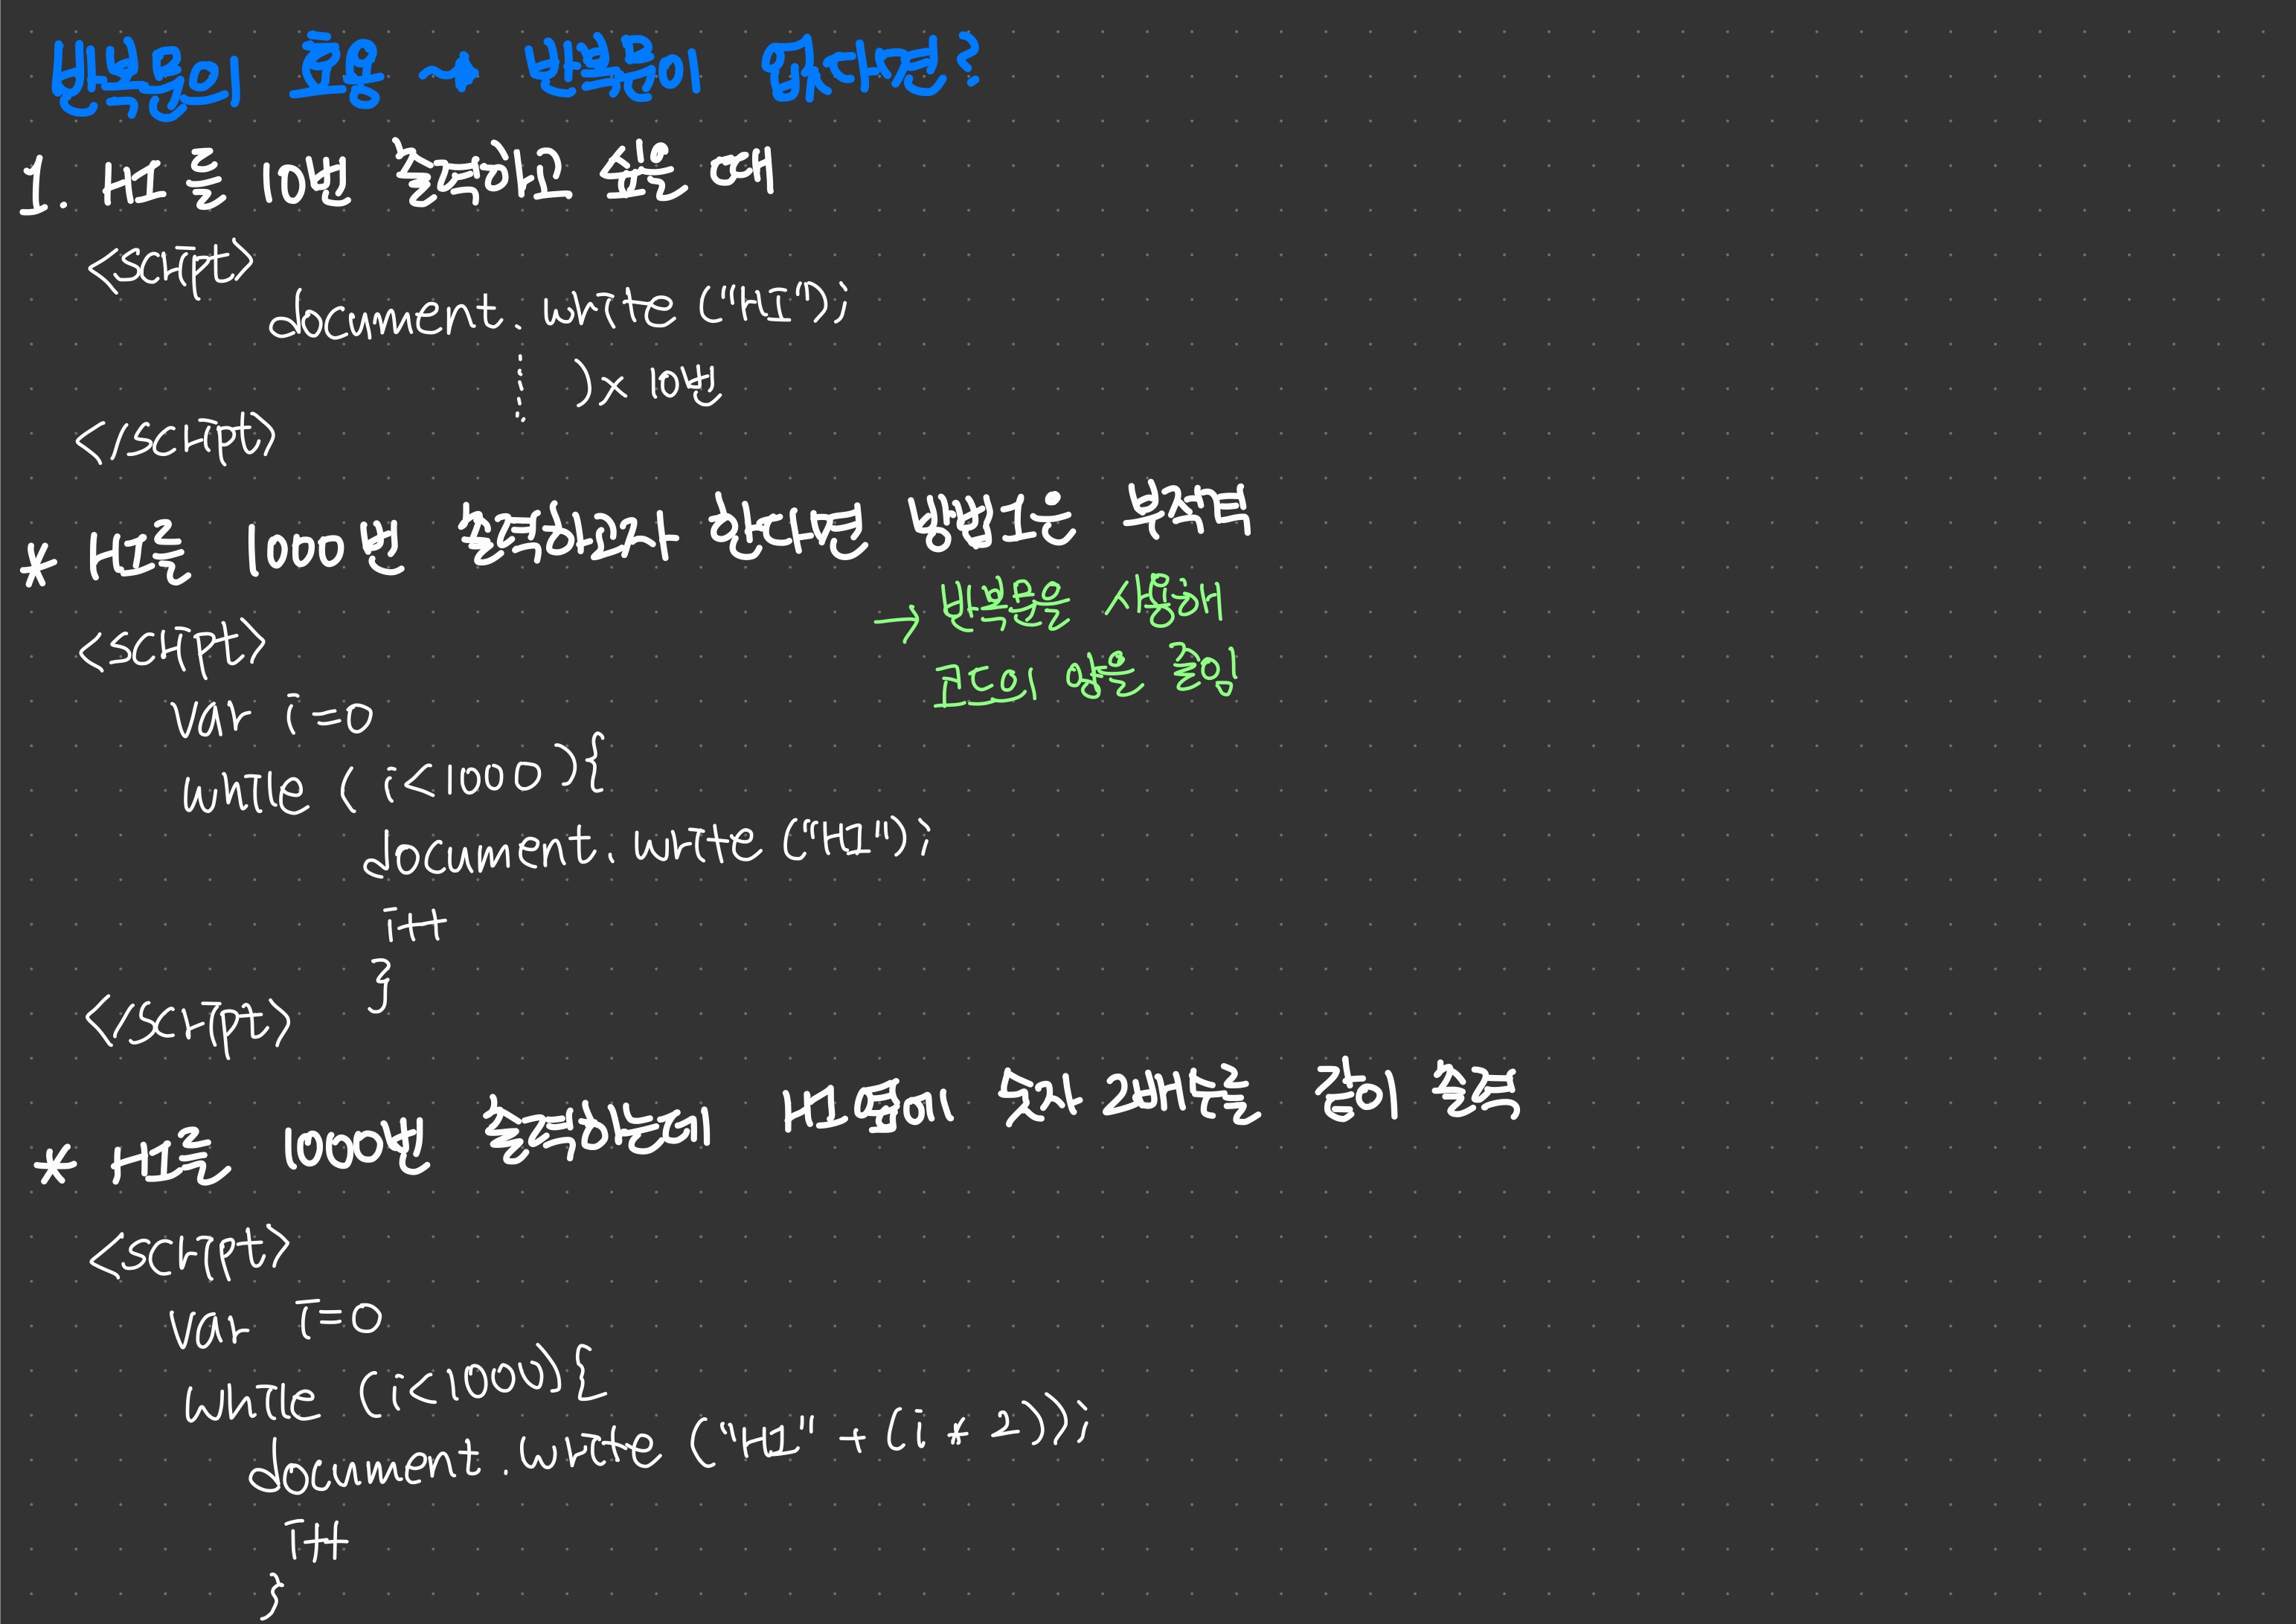 반복문의 효용 → 반복문이 없다면?
1. HI를 10번 출력하고 싶을 때
<script>
document.write("HI");
) x 10번
</script>
* HI를 1000번 출력하고자 한다면 방법1은 부적합
→ 반복문을 사용해
코드의 양을 줄임
<script>
var i=0
while (i<1000){
document.write("HI");
i++
}
</script>
* HI를 1000번 출력하는데 HI 옆에 숫자 2배수를 같이 출력
<script>
var i=0
while (i<1000){
document.write("HI" + (i * 2));
i++
}